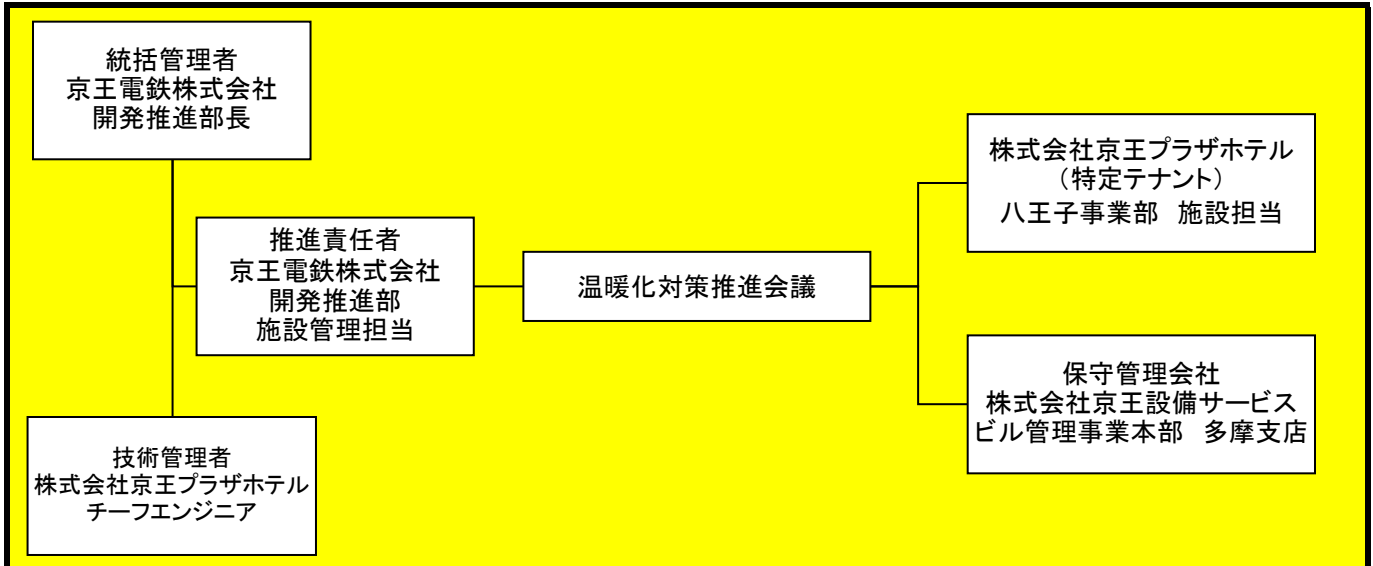 統括管理者
京王電鉄株式会社
開発推進部長
推進責任者
京王電鉄株式会社
開発推進部
施設管理担当
技術管理者
株式会社京王プラザホテル
チーフエンジニア
温暖化対策推進会議
株式会社京王プラザホテル
（特定テナント）
八王子事業部　施設担当
保守管理会社
株式会社京王設備サービス
ビル管理事業本部　多摩支店